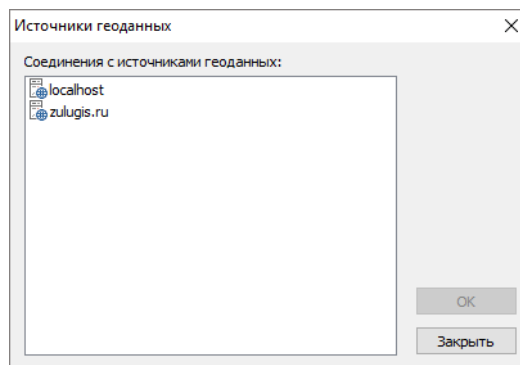 Источники геоданных
Соединения с источниками геоданных:
localhost
zulugis.ru
OK
Закрыть